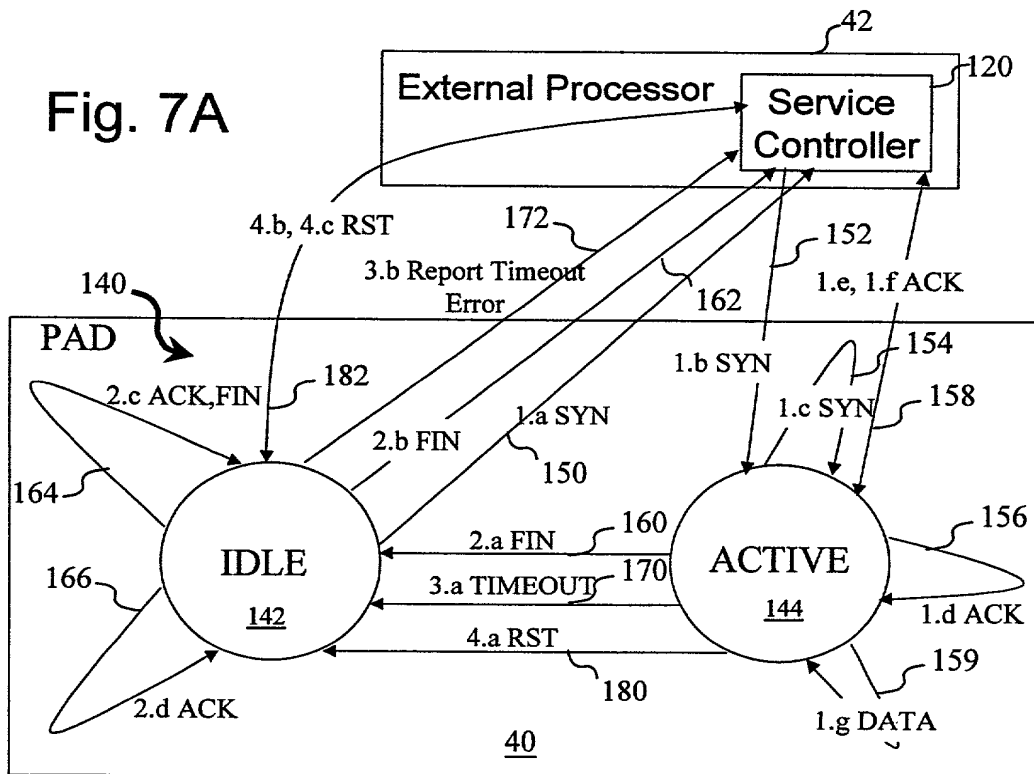 42
120
Fig. 7A
External Processor
Service
Controller
4.b, 4.c RST
172
152
3.b Report Timeout
Error
162
1.e, 1.f ACK
140
PAD
154
1.b SYN
182
2.c ACK,FIN
1.c SYN
158
1.a SYN
2.b FIN
150
164
156
160
2.a FIN
IDLE
ACTIVE
170
166
3.a TIMEOUT
142
144
1.d ACK
4.a RST
159
180
2.d ACK
1.g DATA
40